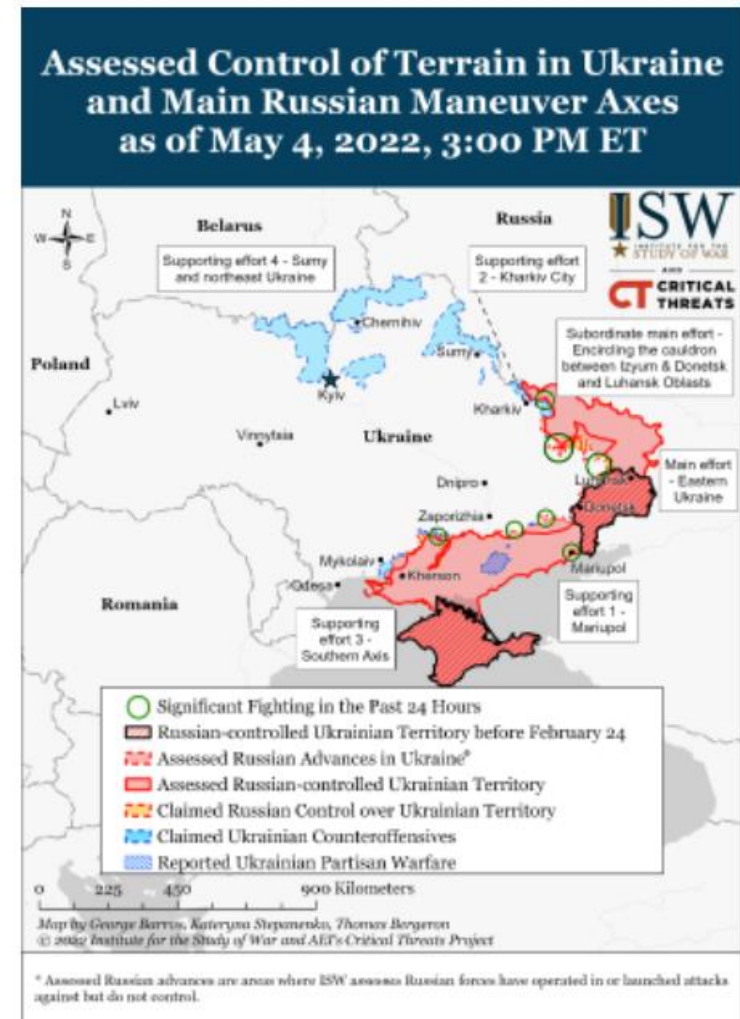 Assessed Control of Terrain in Ukraine
and Main Russian Maneuver Axes
as of May 4, 2022, 3:00 PM ET
N
W
E
S
Belarus
Russia
ISW
INSTITUTE FOR THE
STUDY OF WAR
AND
CT CRITICAL
THREATS
Supporting effort 4 - Sumy
and northeast Ukraine
Supporting effort
2 - Kharkiv City
Subordinate main effort -
Encircling the cauldron
between Izyum & Donetsk
and Luhansk Oblasts
Chernihiv
Sumy
Poland
Kyiv
Lviv
Kharkiv
Vinnytsia
Ukraine
Main effort
- Eastern
Ukraine
Luhansk
Dnipro
Donetsk
Zaporizhia
Mykolaiv
Mariupol
Kherson
Odesa
Romania
Supporting
effort 1 -
Mariupol
Supporting
effort 3 -
Southern Axis
Significant Fighting in the Past 24 Hours
Russian-controlled Ukrainian Territory before February 24
Assessed Russian Advances in Ukraine*
Assessed Russian-controlled Ukrainian Territory
Claimed Russian Control over Ukrainian Territory
Claimed Ukrainian Counteroffensives
Reported Ukrainian Partisan Warfare
0 225 450 900 Kilometers
Map by George Barros, Kateryna Stepanenko, Thomas Bergeron
© 2022 Institute for the Study of War and AEI's Critical Threats Project
* Assessed Russian advances are areas where ISW assesses Russian forces have operated in or launched attacks
against but do not control.